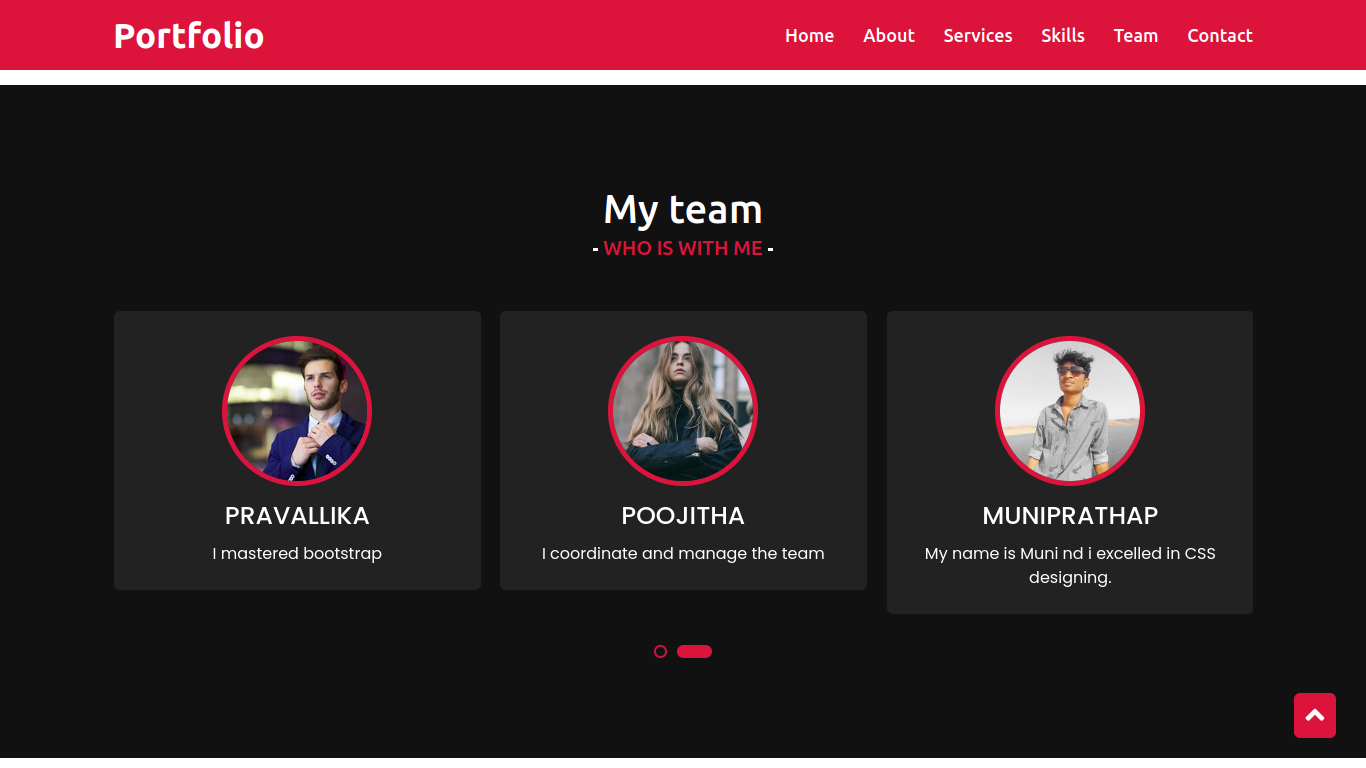 Portfolio
Home About Services Skills Team Contact
My team
- WHO IS WITH ME -
PRAVALLIKA
I mastered bootstrap
POOJITHA
I coordinate and manage the team
MUNIPRATHAP
My name is Muni nd i excelled in CSS
designing.